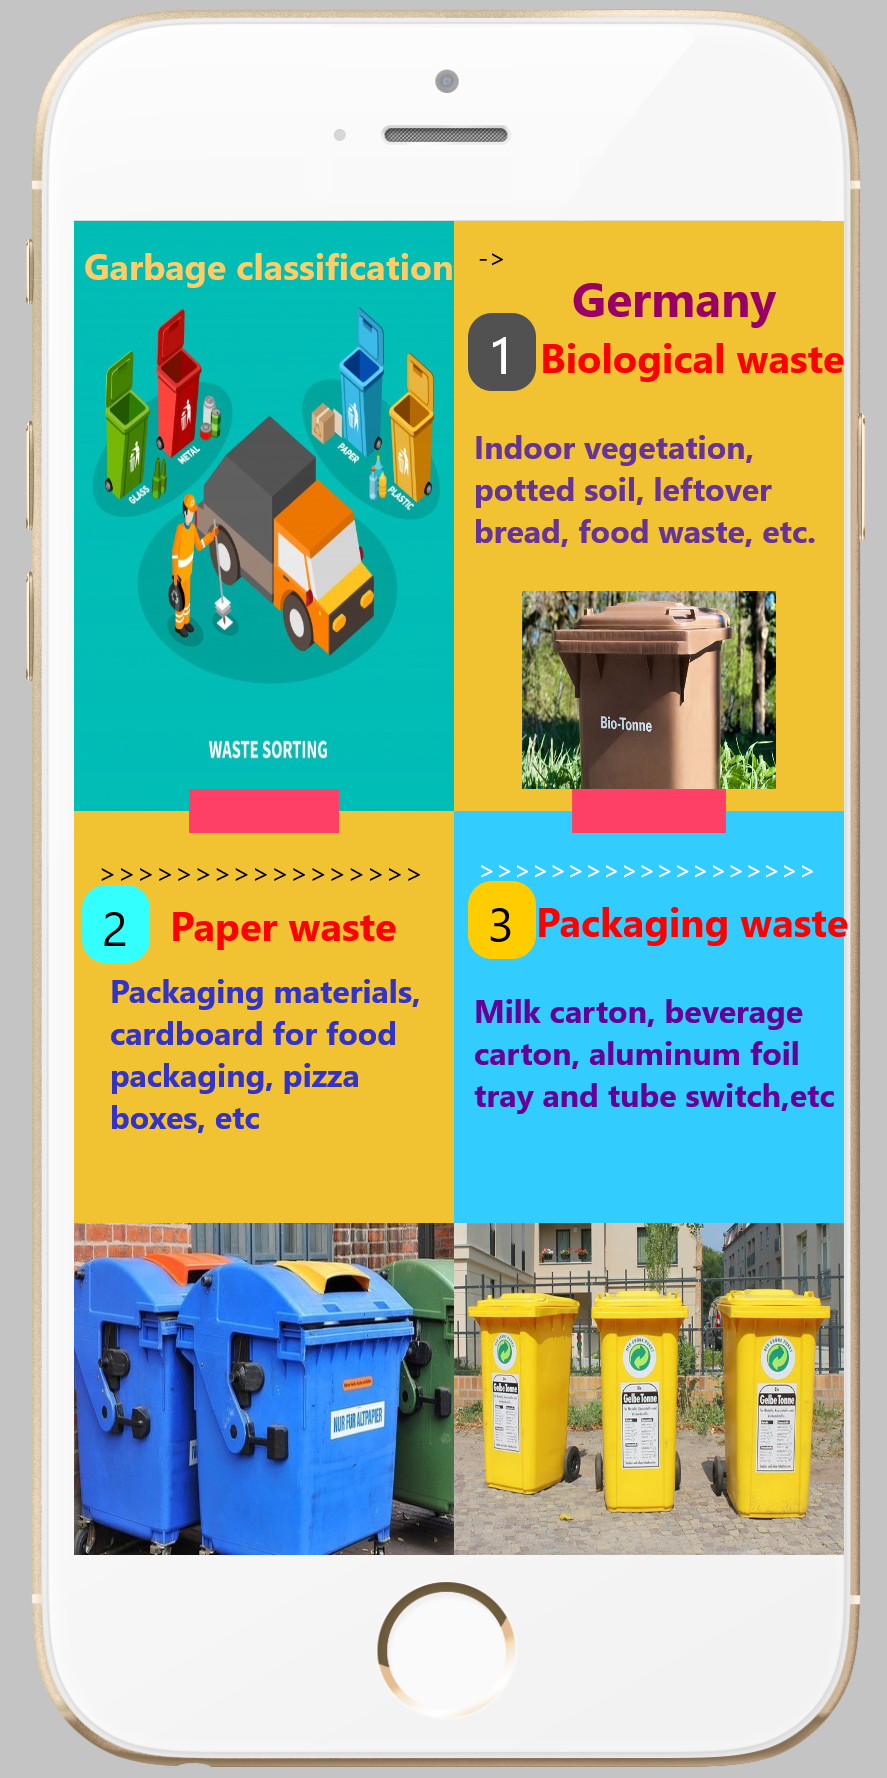 Garbage classification
GLASS
METAL
PAPER
PLASTIC
WASTE SORTING
->
Germany
1
Biological waste
Indoor vegetation,
potted soil, leftover
bread, food waste, etc.
Bio-Tonne
>>>>>>>>>>>>>>>>>
2
Paper waste
Packaging materials,
cardboard for food
packaging, pizza
boxes, etc
NUR FÜR ALTPAPIER
>>>>>>>>>>>>>>>>>>>
3
Packaging waste
Milk carton, beverage
carton, aluminum foil
tray and tube switch,etc
Gelbe Tonne
Gelbe Tonne
Gelbe Tonne